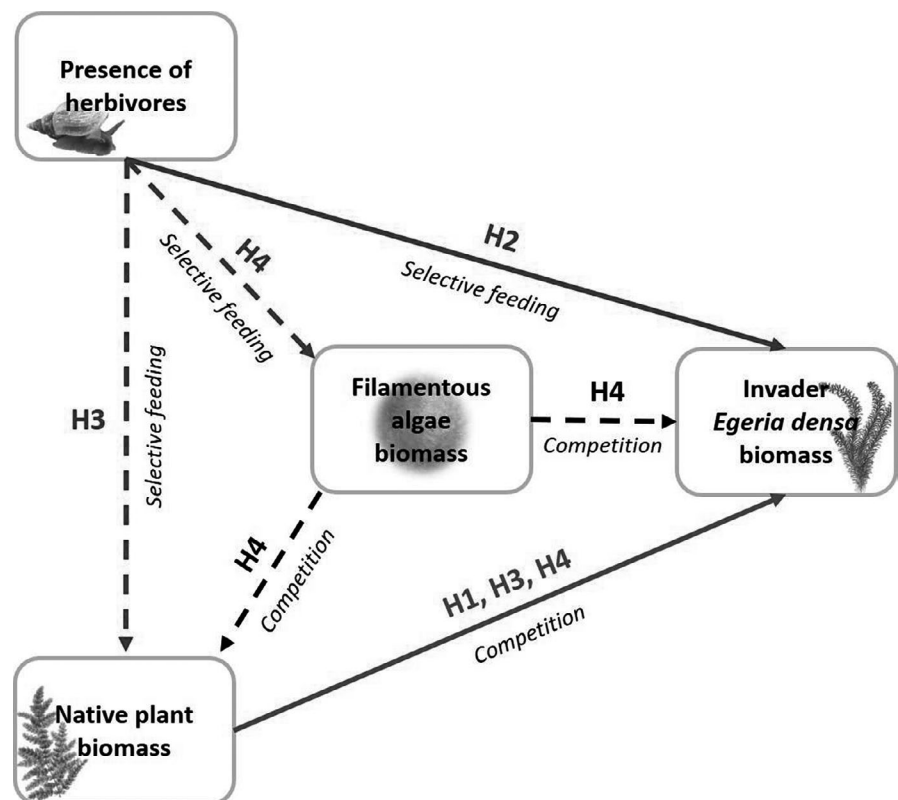 Presence of
herbivores
H2
Selective feeding
H4
Selective feeding
H3
Selective feeding
Filamentous
algae
biomass
H4
Competition
Invader
Egeria densa
biomass
H4
Competition
H1, H3, H4
Competition
Native plant
biomass